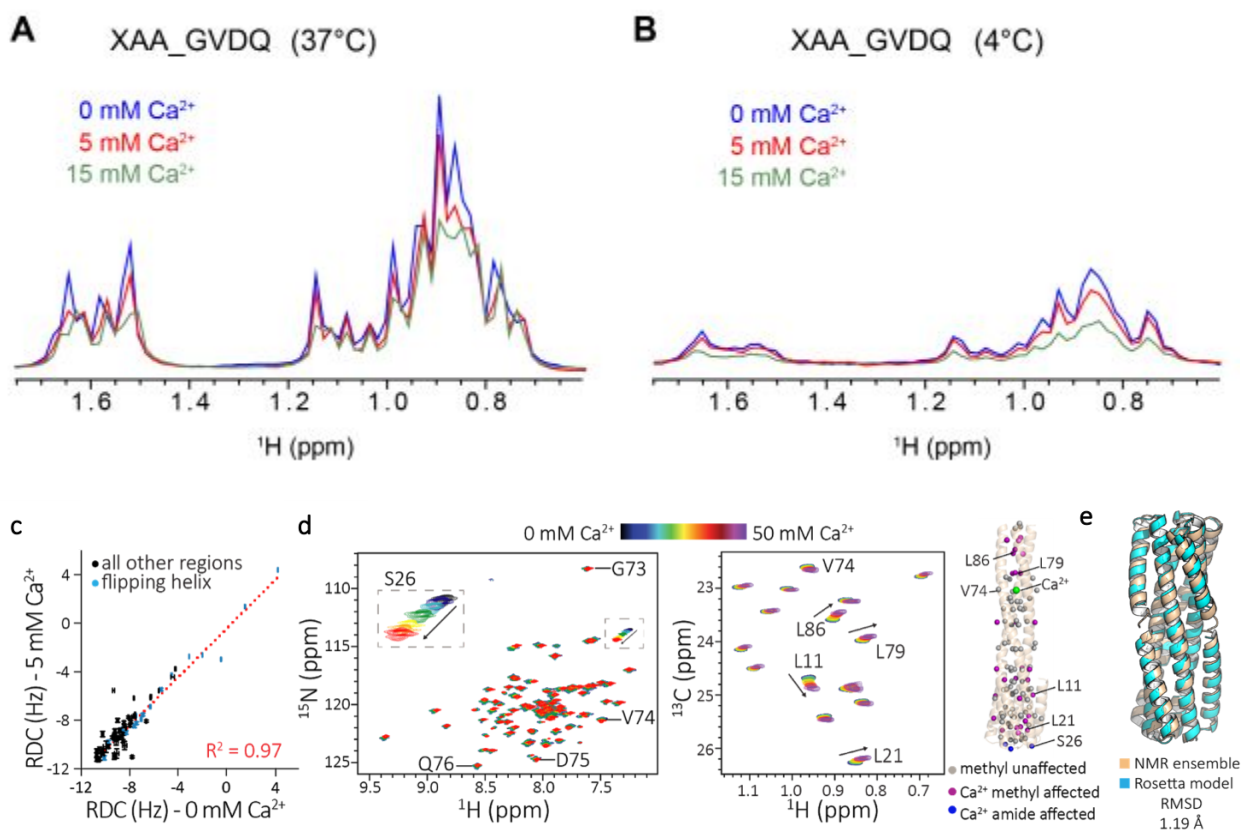 A
XAA_GVDQ (37°C)
0 mM Ca²⁺
5 mM Ca²⁺
15 mM Ca²⁺
1.6 1.4 1.2 1.0 0.8
¹H (ppm)
B
XAA_GVDQ (4°C)
0 mM Ca²⁺
5 mM Ca²⁺
15 mM Ca²⁺
1.6 1.4 1.2 1.0 0.8
¹H (ppm)
c
all other regions
flipping helix
RDC (Hz) - 5 mM Ca²⁺
4
0
-4
-8
-12
R² = 0.97
-12 -8 -4 0 4
RDC (Hz) - 0 mM Ca²⁺
d
0 mM Ca²⁺ 50 mM Ca²⁺
¹⁵N (ppm)
110
115
120
125
S26
G73
V74
D75
Q76
9.5 9.0 8.5 8.0 7.5
¹H (ppm)
¹³C (ppm)
23
24
25
26
V74
L86
L79
L11
L21
1.1 1.0 0.9 0.8 0.7
¹H (ppm)
L86
L79
V74
Ca²⁺
L11
L21
S26
methyl unaffected
Ca²⁺ methyl affected
Ca²⁺ amide affected
e
NMR ensemble
Rosetta model
RMSD
1.19 Å